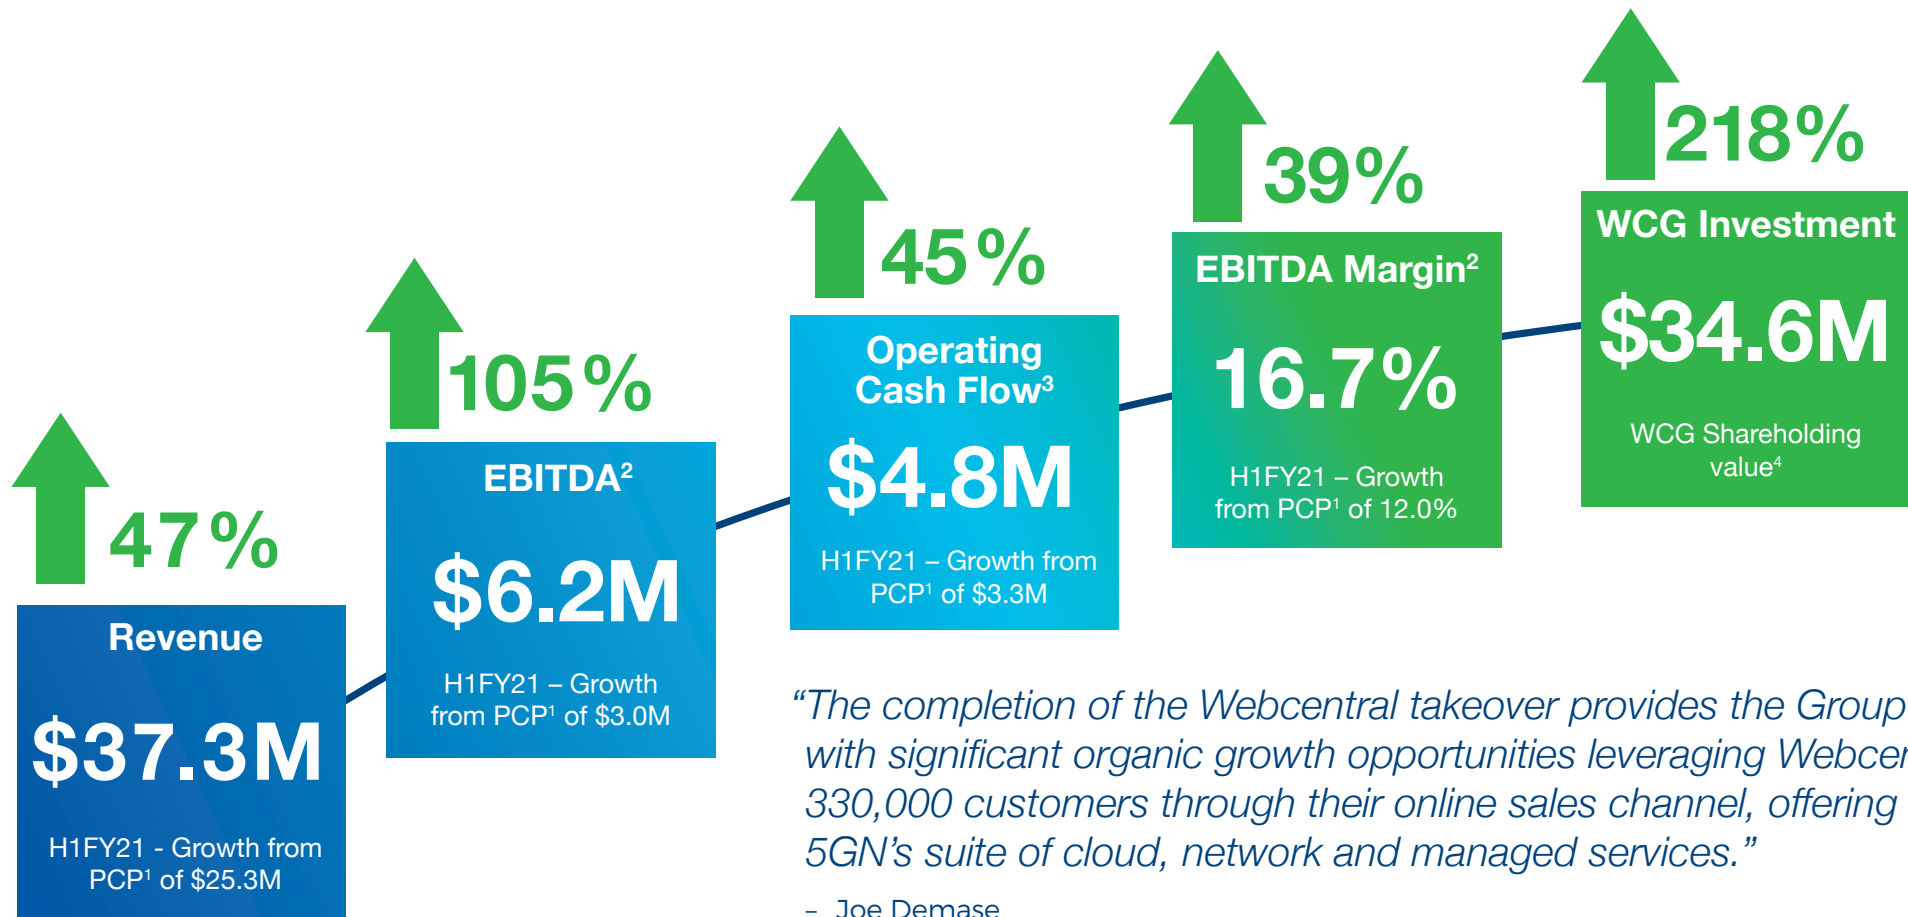 47%
Revenue
$37.3M
H1FY21 - Growth from
PCP¹ of $25.3M
105%
EBITDA²
$6.2M
H1FY21 – Growth
from PCP¹ of $3.0M
45%
Operating
Cash Flow³
$4.8M
H1FY21 – Growth from
PCP¹ of $3.3M
39%
EBITDA Margin²
16.7%
H1FY21 – Growth
from PCP¹ of 12.0%
218%
WCG Investment
$34.6M
WCG Shareholding
value⁴
“The completion of the Webcentral takeover provides the Group
with significant organic growth opportunities leveraging
330,000 customers through their online sales channel, offering
5GN’s suite of cloud, network and managed services.”
– Joe Demase